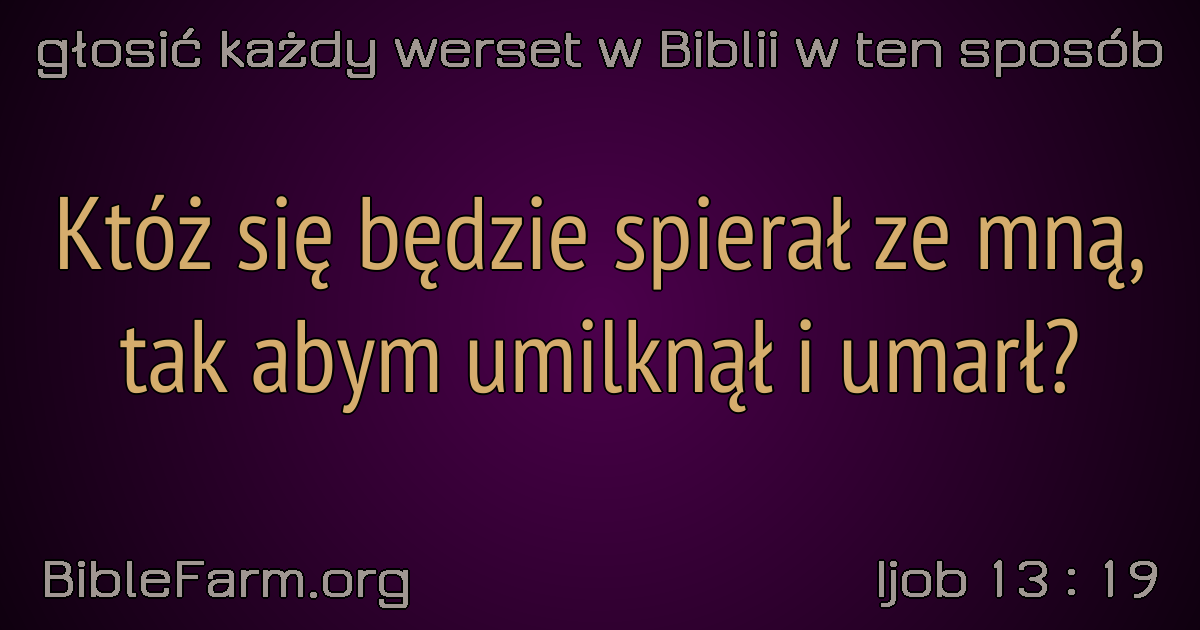 głosić każdy werset w Biblii w ten sposób
Któż się będzie spierał ze mną,
tak abym umilknął i umarł?
BibleFarm.org
Ijob 13 : 19